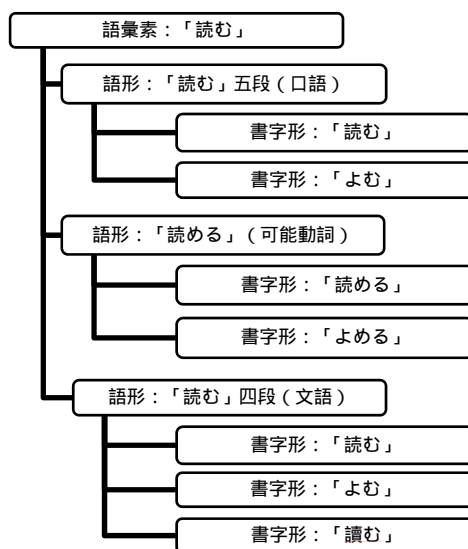 語彙素：「読む」
語形：「読む」五段（口語）
書字形：「読む」
書字形：「よむ」
語形：「読める」（可能動詞）
書字形：「読める」
書字形：「よめる」
語形：「読む」四段（文語）
書字形：「読む」
書字形：「よむ」
書字形：「讀む」